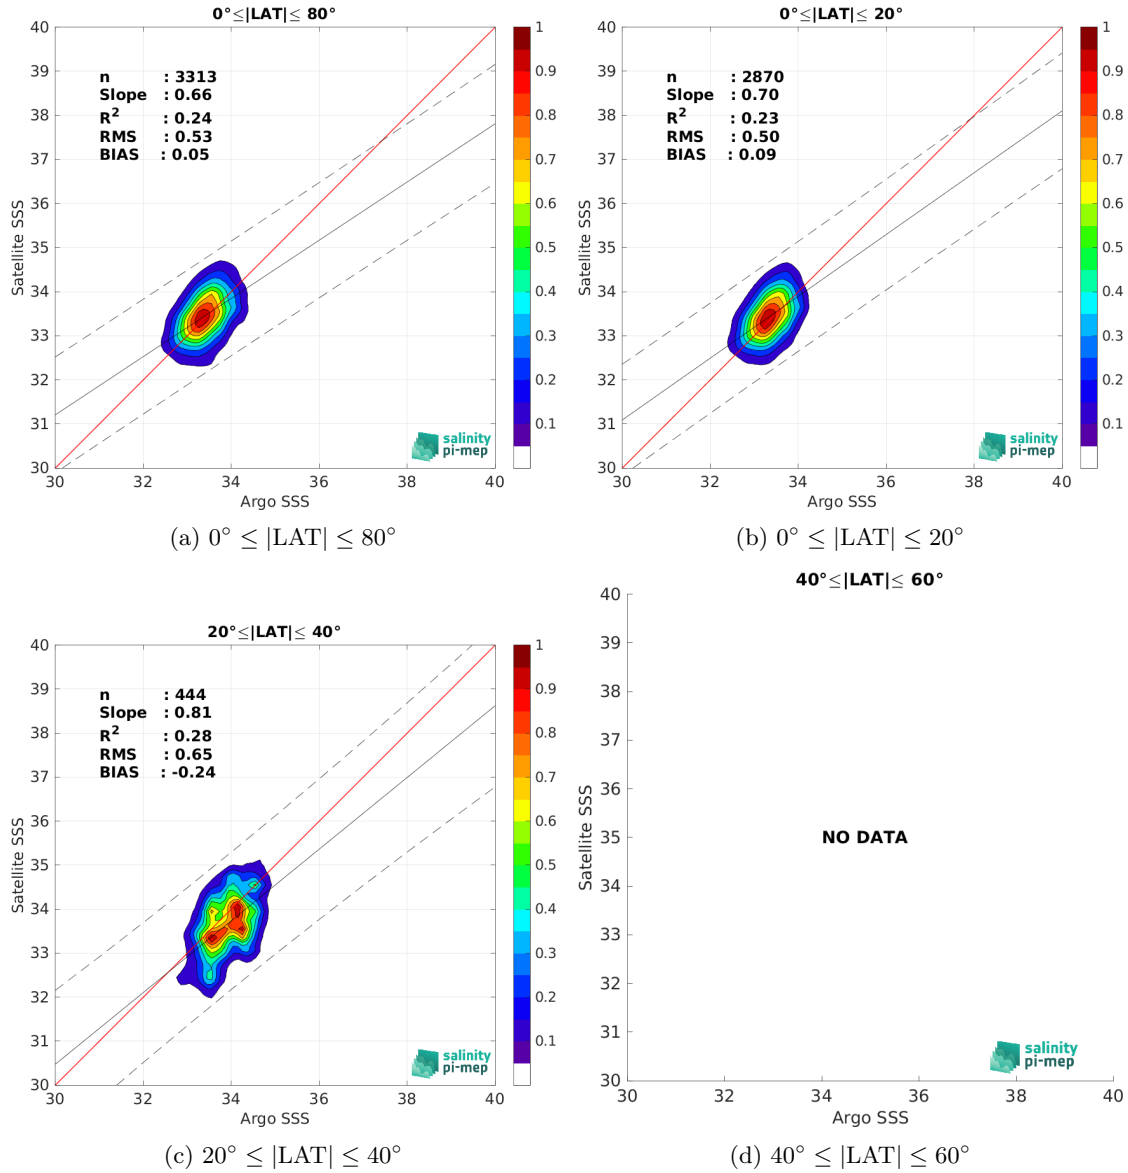 0°≤|LAT|≤ 80°
40
39
38
37
36
35
34
33
32
31
30
30 32 34 36 38 40
Satellite SSS
Argo SSS
n : 3313
Slope : 0.66
R² : 0.24
RMS : 0.53
BIAS : 0.05
1
0.9
0.8
0.7
0.6
0.5
0.4
0.3
0.2
0.1
salinity
pi-mep
(a) 0° ≤ |LAT| ≤ 80°
0°≤|LAT|≤ 20°
40
39
38
37
36
35
34
33
32
31
30
30 32 34 36 38 40
Satellite SSS
Argo SSS
n : 2870
Slope : 0.70
R² : 0.23
RMS : 0.50
BIAS : 0.09
1
0.9
0.8
0.7
0.6
0.5
0.4
0.3
0.2
0.1
salinity
pi-mep
(b) 0° ≤ |LAT| ≤ 20°
20°≤|LAT|≤ 40°
40
39
38
37
36
35
34
33
32
31
30
30 32 34 36 38 40
Satellite SSS
Argo SSS
n : 444
Slope : 0.81
R² : 0.28
RMS : 0.65
BIAS : -0.24
1
0.9
0.8
0.7
0.6
0.5
0.4
0.3
0.2
0.1
salinity
pi-mep
(c) 20° ≤ |LAT| ≤ 40°
40°≤|LAT|≤ 60°
40
39
38
37
36
35
34
33
32
31
30
30 32 34 36 38 40
Satellite SSS
Argo SSS
NO DATA
salinity
pi-mep
(d) 40° ≤ |LAT| ≤ 60°